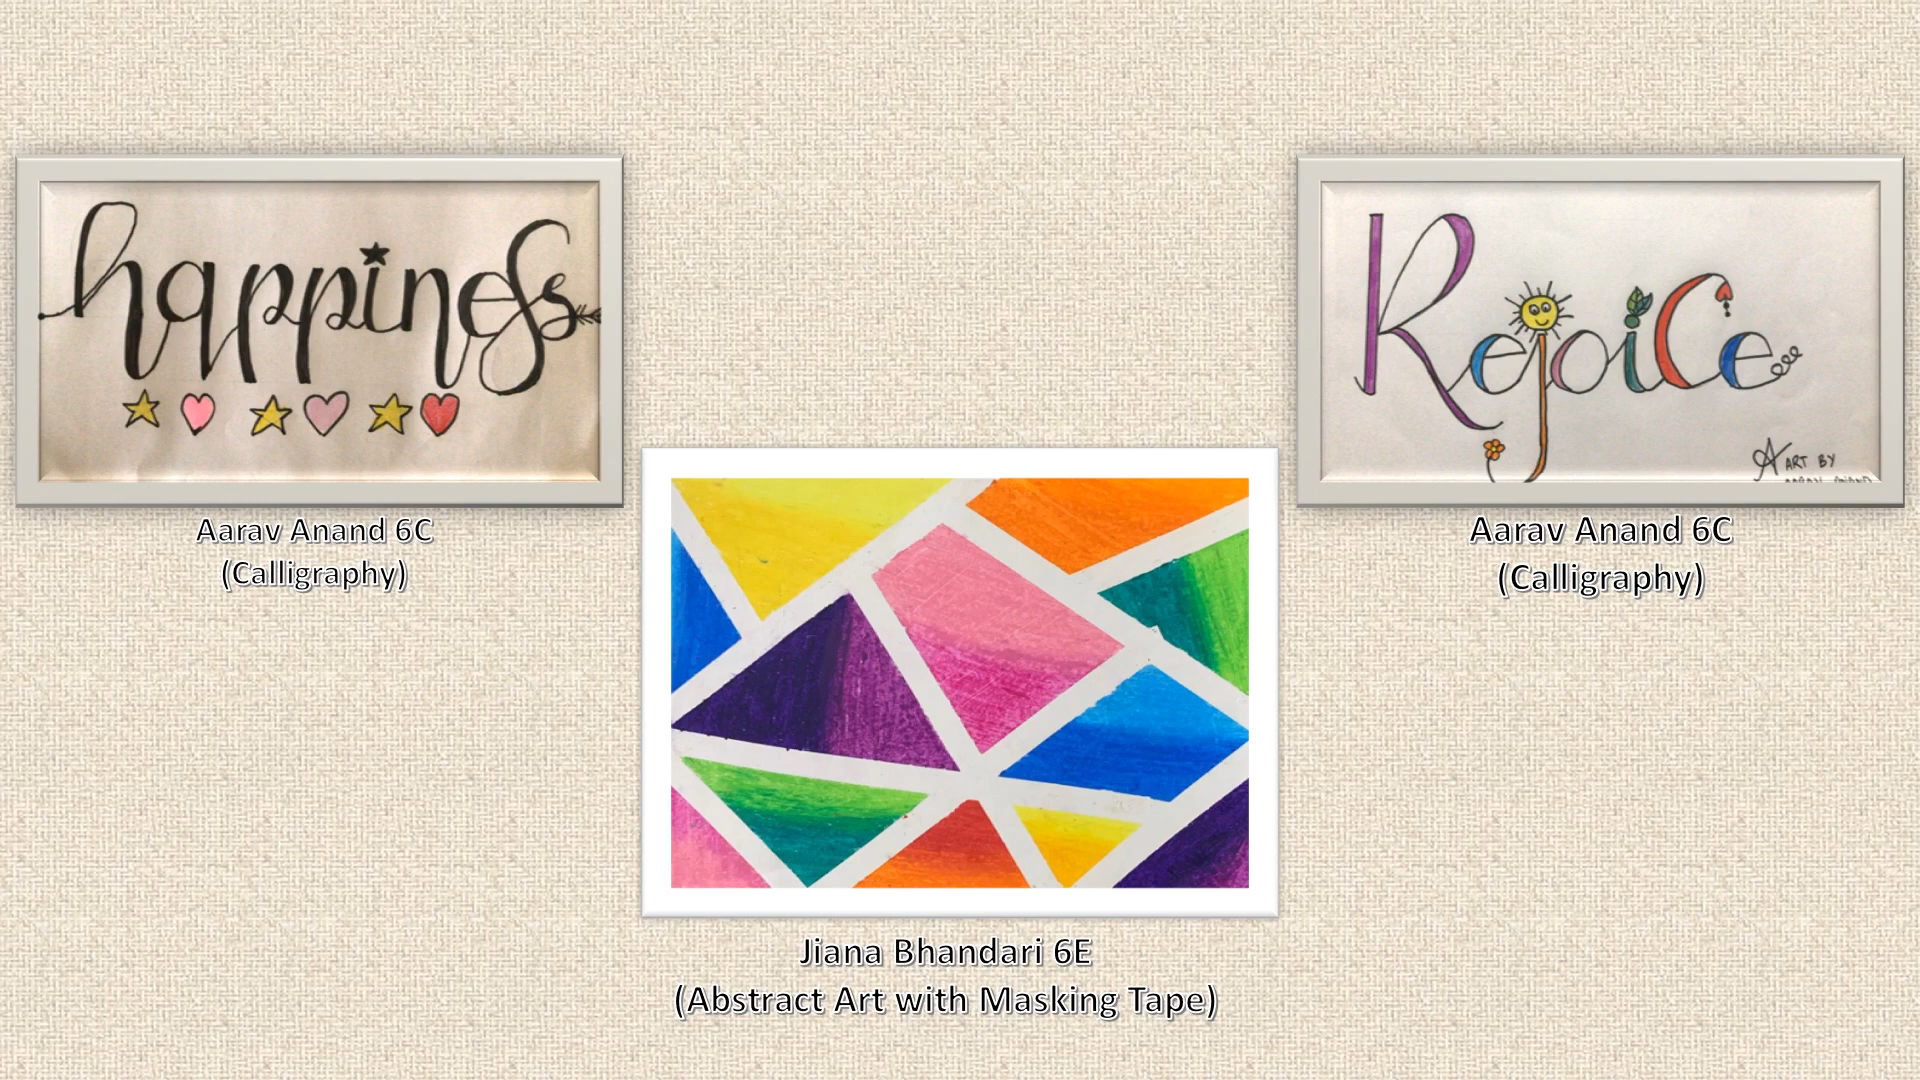 happiness
Aarav Anand 6C
(Calligraphy)
Rejoice
ART BY
Aarav Anand 6C
(Calligraphy)
Jiana Bhandari 6E
(Abstract Art with Masking Tape)